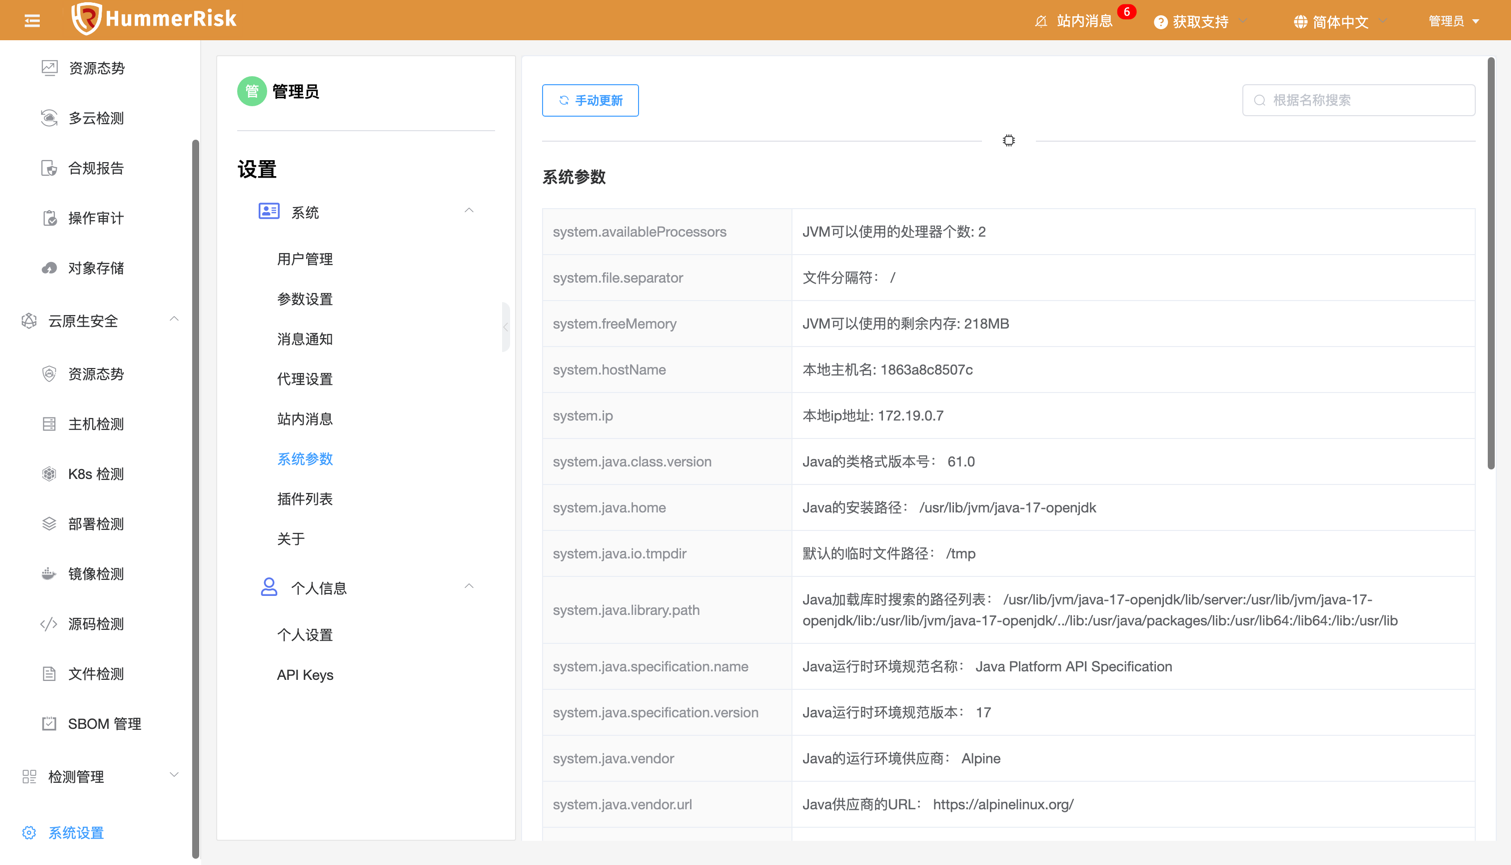 HummerRisk
站内消息
6
获取支持
简体中文
管理员
资源态势
多云检测
合规报告
操作审计
对象存储
云原生安全
资源态势
主机检测
K8s 检测
部署检测
镜像检测
源码检测
文件检测
SBOM 管理
检测管理
系统设置
管
管理员
设置
系统
用户管理
参数设置
消息通知
代理设置
站内消息
系统参数
插件列表
关于
个人信息
个人设置
API Keys
手动更新
根据名称搜索
系统参数
system.availableProcessors
JVM可以使用的处理器个数: 2
system.file.separator
文件分隔符： /
system.freeMemory
JVM可以使用的剩余内存: 218MB
system.hostName
本地主机名: 1863a8c8507c
system.ip
本地ip地址: 172.19.0.7
system.java.class.version
Java的类格式版本号： 61.0
system.java.home
Java的安装路径： /usr/lib/jvm/java-17-openjdk
system.java.io.tmpdir
默认的临时文件路径： /tmp
system.java.library.path
Java加载库时搜索的路径列表： /usr/lib/jvm/java-17-openjdk/lib/server:/usr/lib/jvm/java-17-
openjdk/lib:/usr/lib/jvm/java-17-openjdk/../lib:/usr/java/packages/lib:/usr/lib64:/lib64:/lib:/usr/lib
system.java.specification.name
Java运行时环境规范名称： Java Platform API Specification
system.java.specification.version
Java运行时环境规范版本： 17
system.java.vendor
Java的运行环境供应商： Alpine
system.java.vendor.url
Java供应商的URL： https://alpinelinux.org/